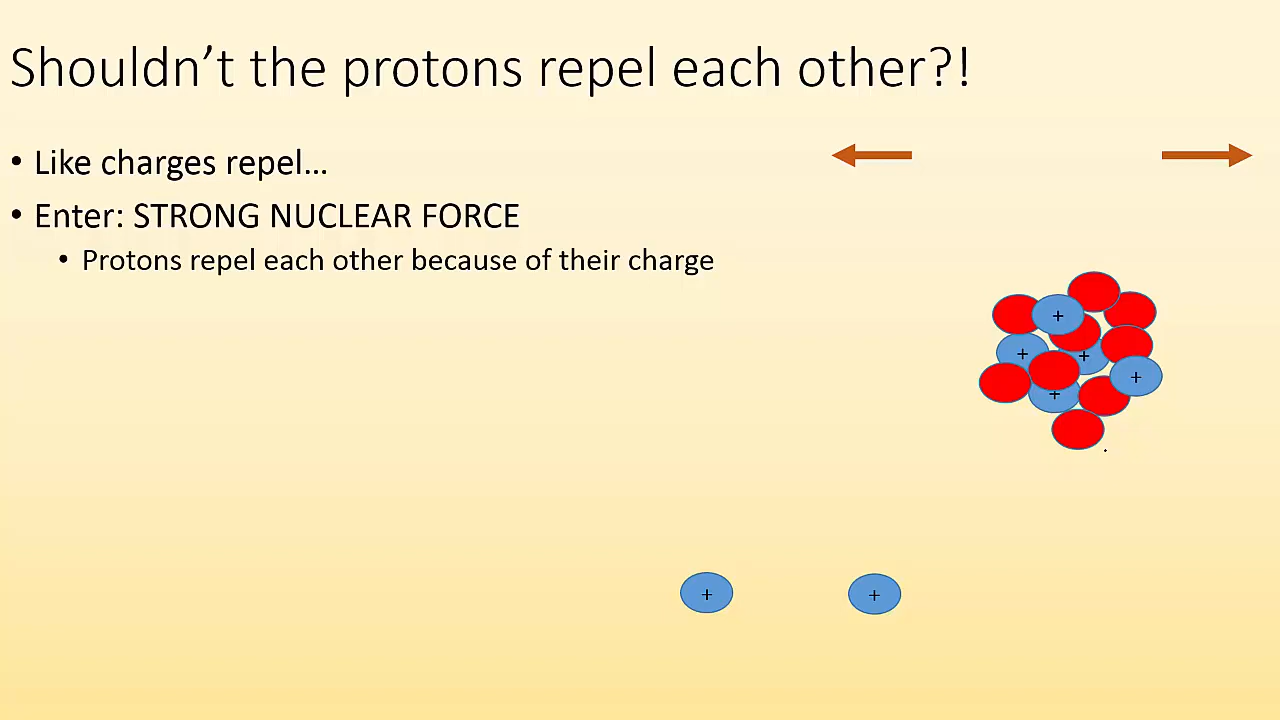 Shouldn’t the protons repel each other?!
• Like charges repel…
• Enter: STRONG NUCLEAR FORCE
• Protons repel each other because of their charge
+
+
+
+
+
+ +